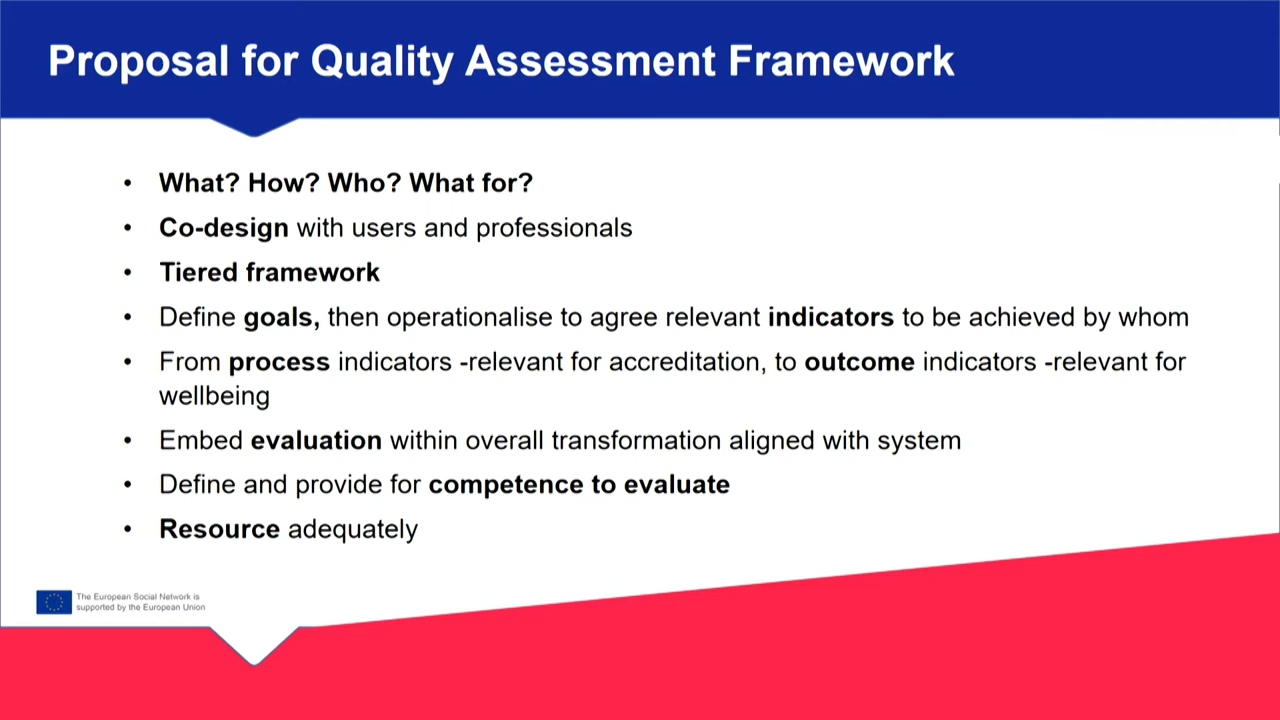 Proposal for Quality Assessment Framework
• What? How? Who? What for?
• Co-design with users and professionals
• Tiered framework
• Define goals, then operationalise to agree relevant indicators to be achieved by whom
• From process indicators -relevant for accreditation, to outcome indicators -relevant for
wellbeing
• Embed evaluation within overall transformation aligned with system
• Define and provide for competence to evaluate
• Resource adequately
The European Social Network is
supported by the European Union